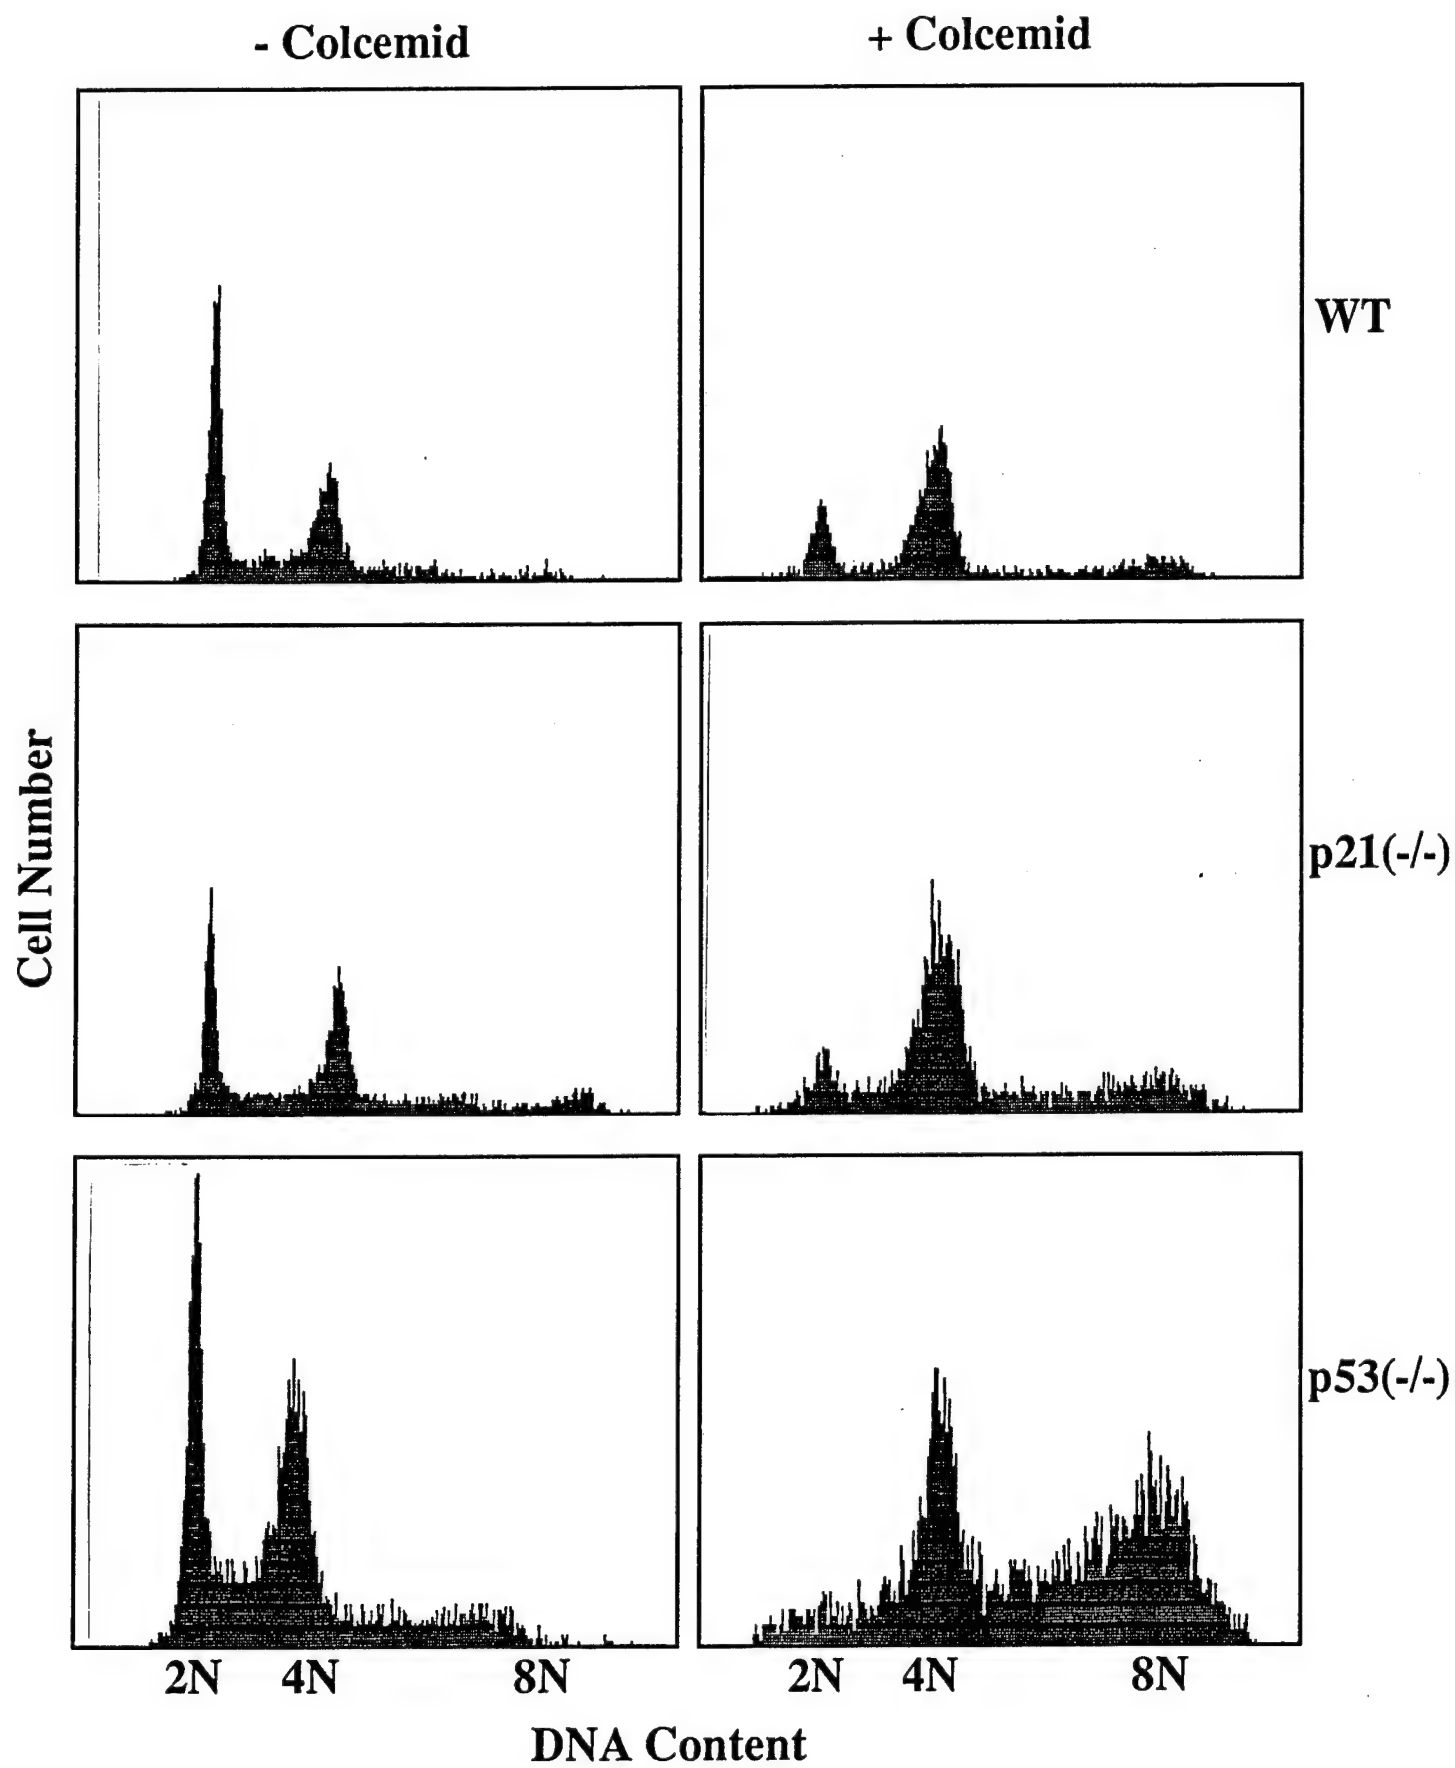 - Colcemid
+ Colcemid
WT
p21(-/-)
p53(-/-)
Cell Number
2N 4N 8N
2N 4N 8N
DNA Content